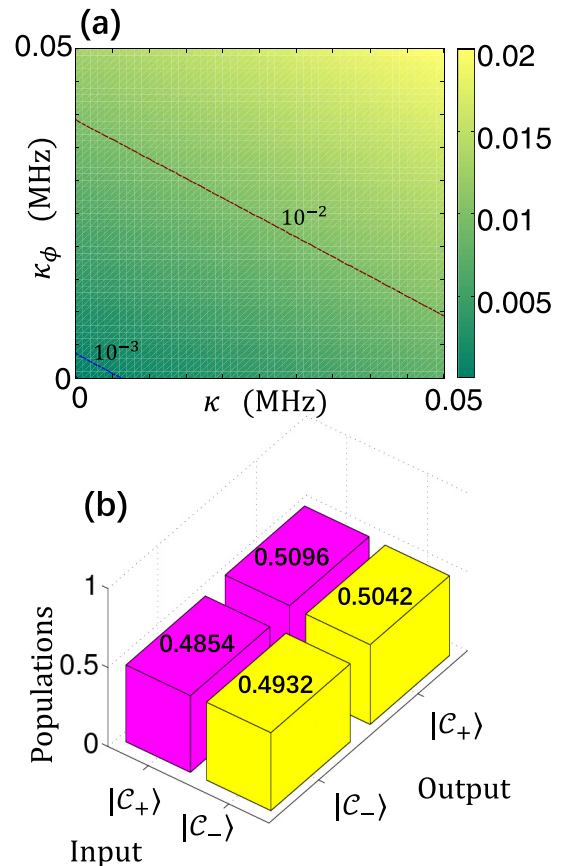 (a)
0.05
0.02
0.015
κ_ϕ (MHz)
10^{-2}
0.01
0.005
10^{-3}
0
0
κ (MHz)
0.05
(b)
1
0.5096
0.5042
Populations
0.4854
0.5
0.4932
0
|𝒞₊⟩
|𝒞₊⟩
Output
|𝒞₋⟩
|𝒞₋⟩
Input